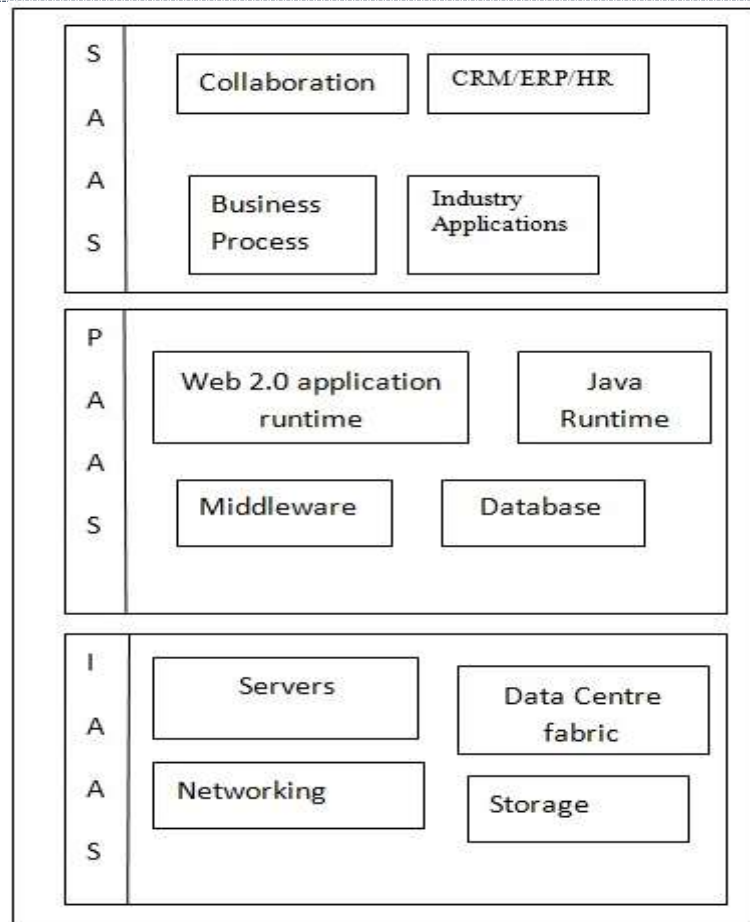 S
A
A
S
Collaboration
CRM/ERP/HR
Business
Process
Industry
Applications
P
A
A
S
Web 2.0 application
runtime
Java
Runtime
Middleware
Database
I
A
A
S
Servers
Data Centre
fabric
Networking
Storage